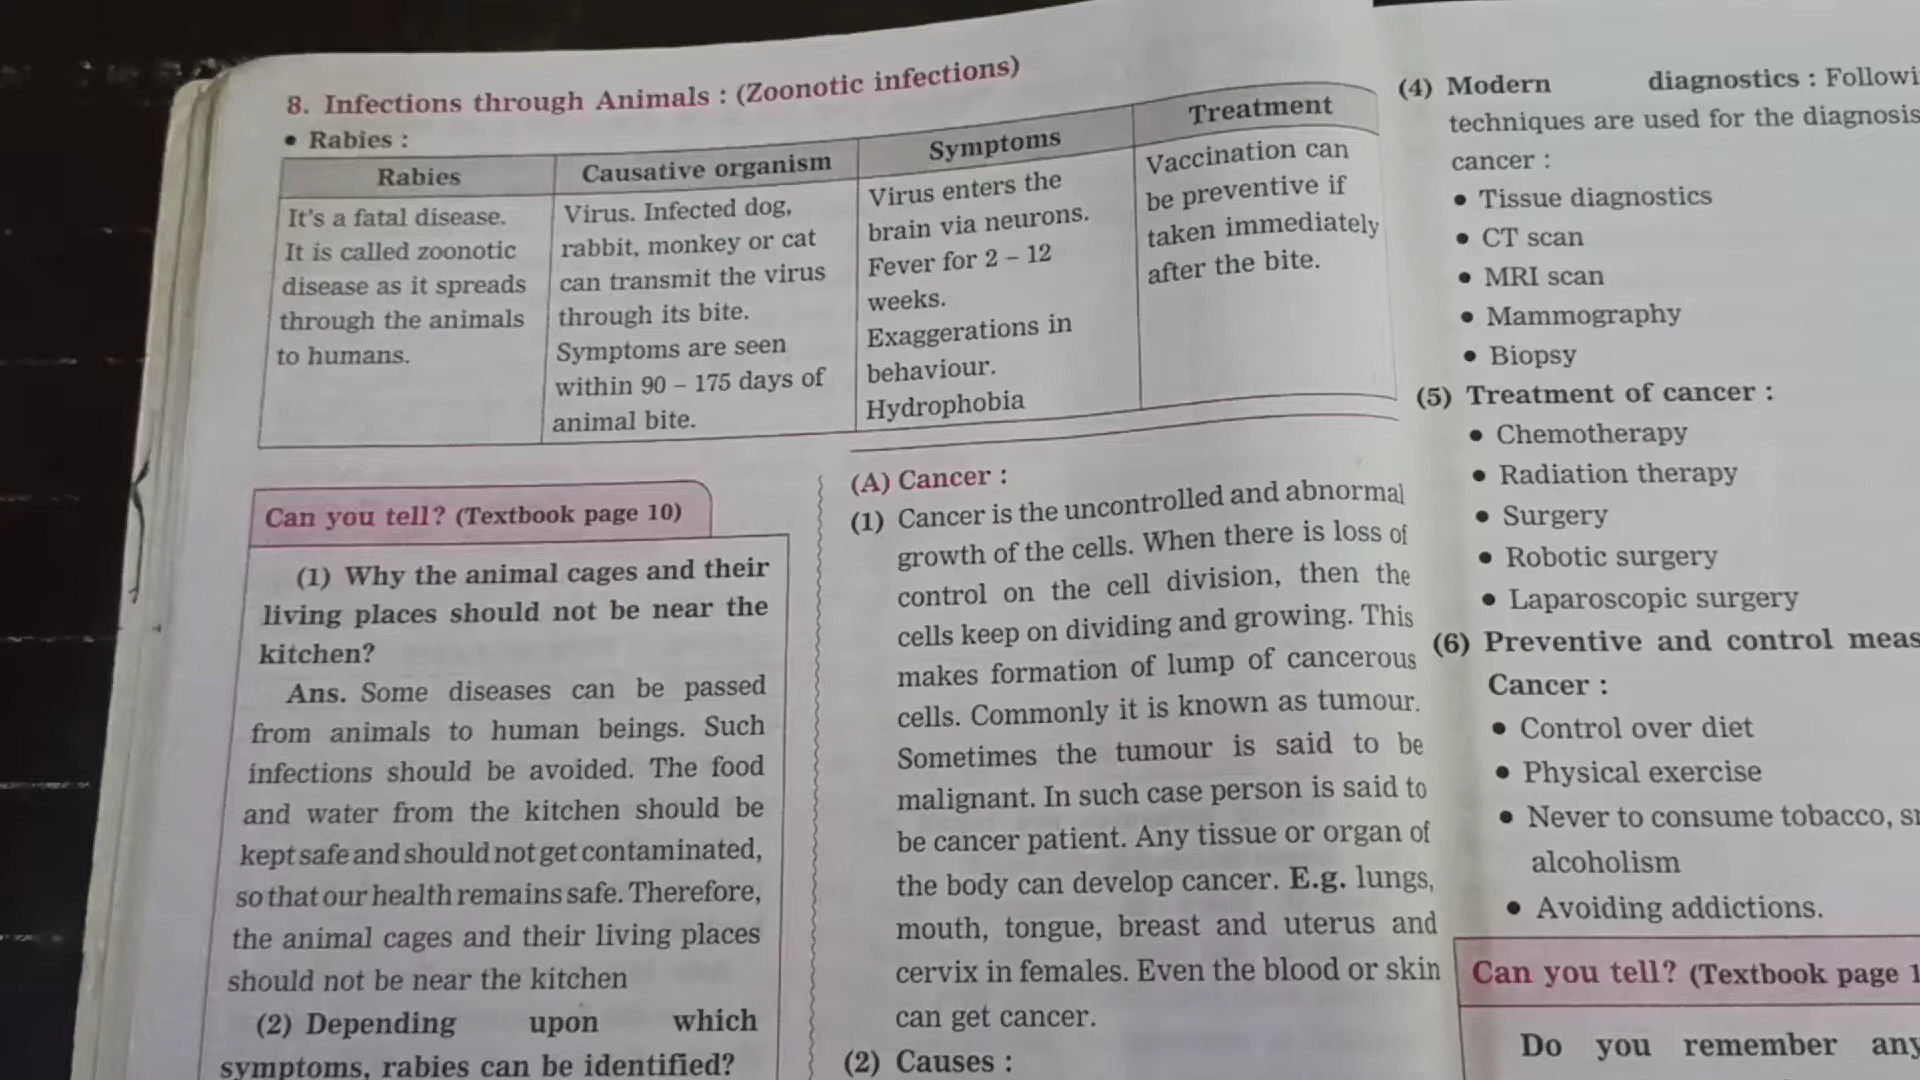 8. Infections through Animals : (Zoonotic infections)
• Rabies :
Rabies
It's a fatal disease.
It is called zoonotic
disease as it spreads
through the animals
to humans.
Causative organism
Virus. Infected dog,
rabbit, monkey or cat
can transmit the virus
through its bite.
Symptoms are seen
within 90 – 175 days of
animal bite.
Symptoms
Virus enters the
brain via neurons.
Fever for 2 – 12
weeks.
Exaggerations in
behaviour.
Hydrophobia
Treatment
Vaccination can
be preventive if
taken immediately
after the bite.
Can you tell? (Textbook page 10)
(1) Why the animal cages and their
living places should not be near the
kitchen?
Ans. Some diseases can be passed
from animals to human beings. Such
infections should be avoided. The food
and water from the kitchen should be
kept safe and should not get contaminated,
so that our health remains safe. Therefore,
the animal cages and their living places
should not be near the kitchen
(2) Depending upon which
symptoms, rabies can be identified?
(A) Cancer :
(1) Cancer is the uncontrolled and abnormal
growth of the cells. When there is loss of
control on the cell division, then the
cells keep on dividing and growing. This
makes formation of lump of cancerous
cells. Commonly it is known as tumour.
Sometimes the tumour is said to be
malignant. In such case person is said to
be cancer patient. Any tissue or organ of
the body can develop cancer. E.g. lungs,
mouth, tongue, breast and uterus and
cervix in females. Even the blood or skin
can get cancer.
(2) Causes :
(4) Modern diagnostics : Followi
techniques are used for the diagnosis
cancer :
• Tissue diagnostics
• CT scan
• MRI scan
• Mammography
• Biopsy
(5) Treatment of cancer :
• Chemotherapy
• Radiation therapy
• Surgery
• Robotic surgery
• Laparoscopic surgery
(6) Preventive and control meas
Cancer :
• Control over diet
• Physical exercise
• Never to consume tobacco,
alcoholism
• Avoiding addictions.
Can you tell? (Textbook page 1
Do you remember any